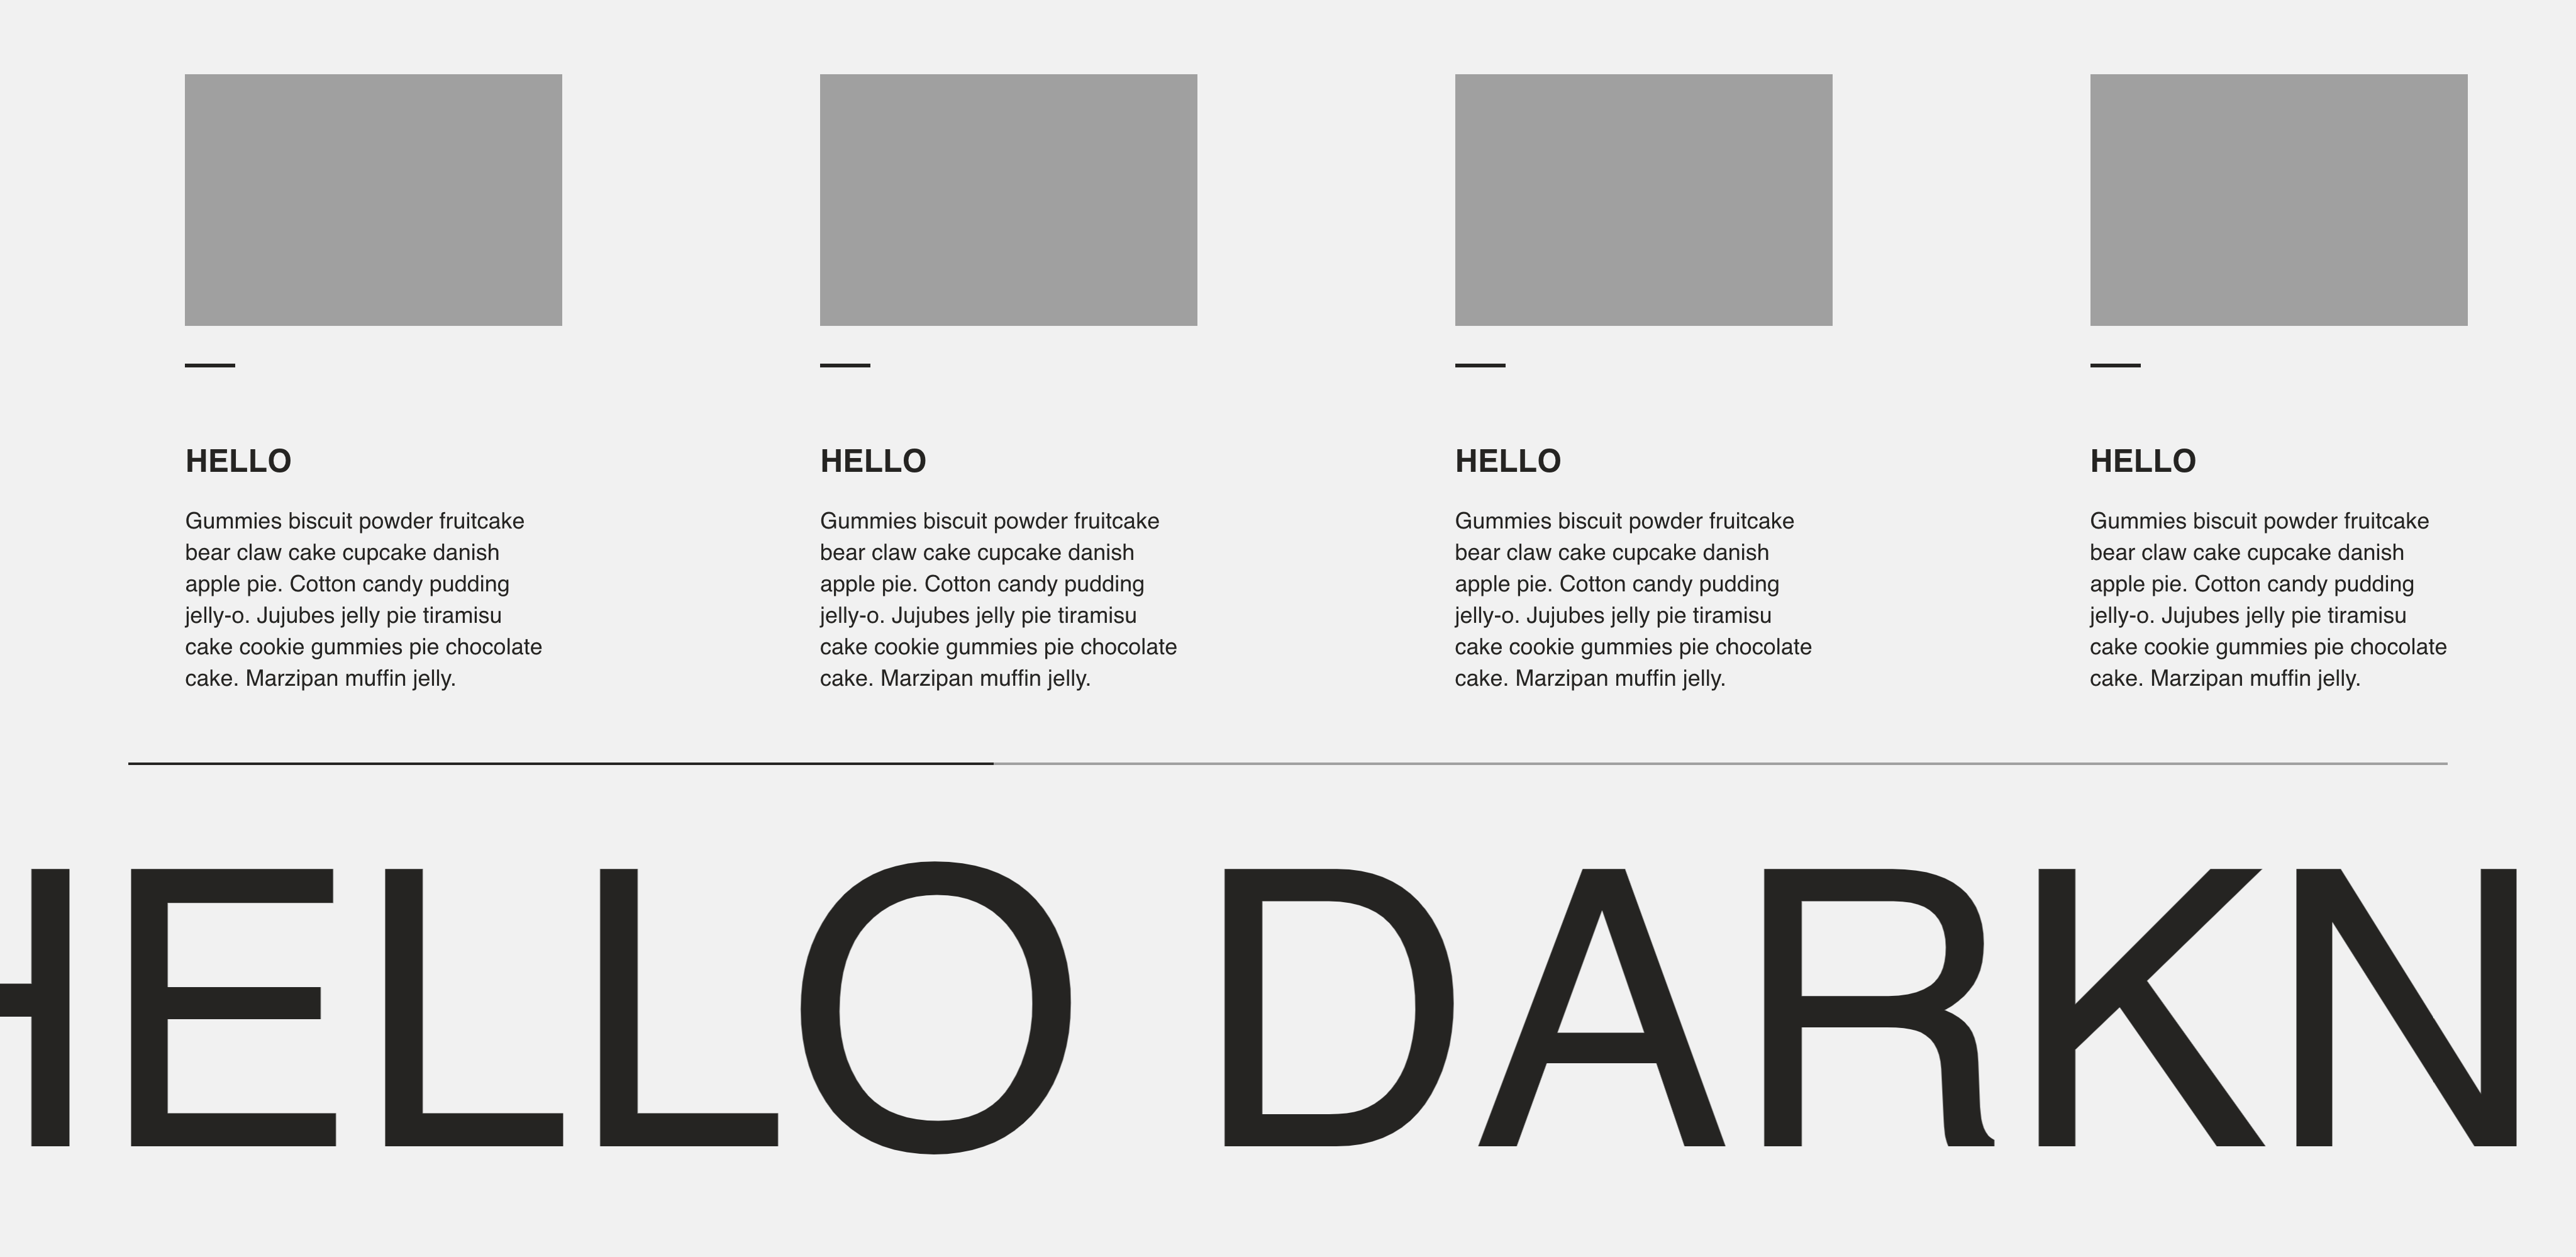 HELLO
Gummies biscuit powder fruitcake
bear claw cake cupcake danish
apple pie. Cotton candy pudding
jelly-o. Jujubes jelly pie tiramisu
cake cookie gummies pie chocolate
cake. Marzipan muffin jelly.
HELLO
Gummies biscuit powder fruitcake
bear claw cake cupcake danish
apple pie. Cotton candy pudding
jelly-o. Jujubes jelly pie tiramisu
cake cookie gummies pie chocolate
cake. Marzipan muffin jelly.
HELLO
Gummies biscuit powder fruitcake
bear claw cake cupcake danish
apple pie. Cotton candy pudding
jelly-o. Jujubes jelly pie tiramisu
cake cookie gummies pie chocolate
cake. Marzipan muffin jelly.
HELLO
Gummies biscuit powder fruitcake
bear claw cake cupcake danish
apple pie. Cotton candy pudding
jelly-o. Jujubes jelly pie tiramisu
cake cookie gummies pie chocolate
cake. Marzipan muffin jelly.
HELLO DARKN